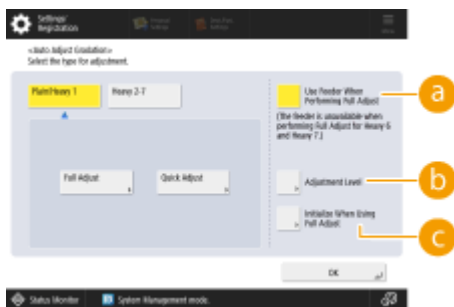 Settings/
Registration
<Auto Adjust Gradation>
Select the type for adjustment.
Plain/Heavy 1
Heavy 2-7
Use Feeder When
Performing Full Adjust
(The feeder is unavailable when
performing Full Adjust for Heavy 6
and Heavy 7.)
Full Adjust
Quick Adjust
Adjustment Level
Initialize When Using
Full Adjust
OK
Status Monitor
System Management mode.
a
b
c